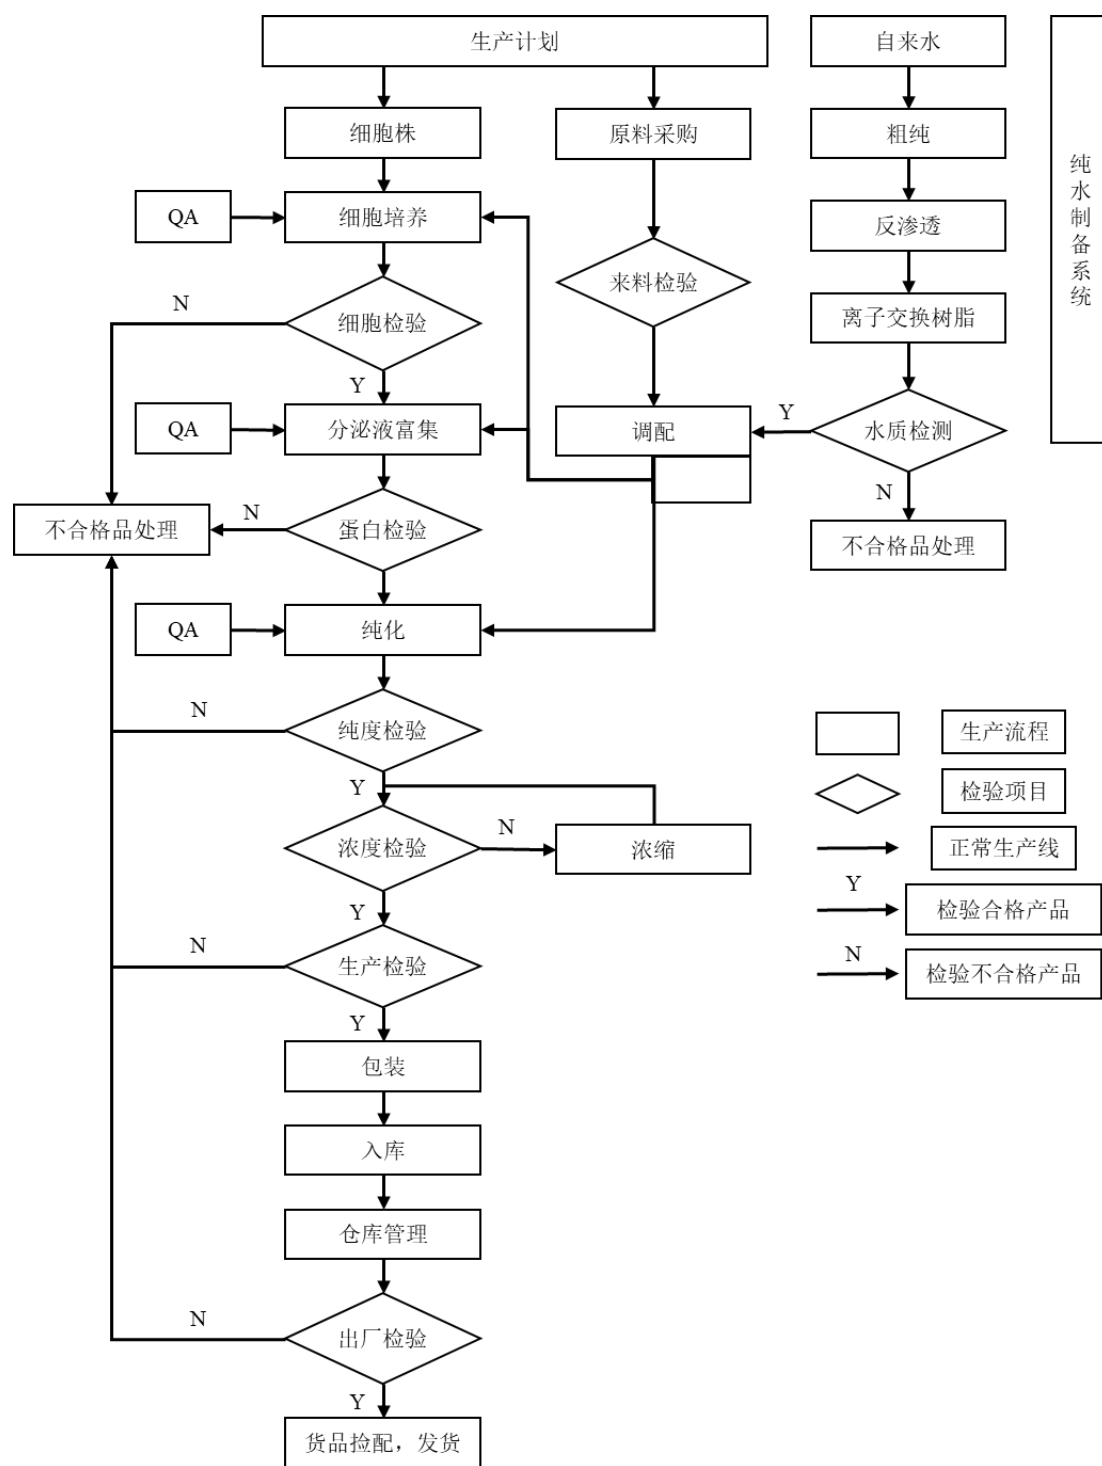 生产计划
自来水
细胞株
原料采购
粗纯
纯水制备系统
QA
细胞培养
反渗透
来料检验
N
细胞检验
离子交换树脂
Y
QA
分泌液富集
调配
Y
水质检测
N
不合格品处理
N
蛋白检验
不合格品处理
QA
纯化
N
纯度检验
生产流程
Y
检验项目
浓度检验
N
浓缩
正常生产线
Y
Y
检验合格产品
N
生产检验
N
检验不合格产品
Y
包装
入库
仓库管理
N
出厂检验
Y
货品捡配，发货